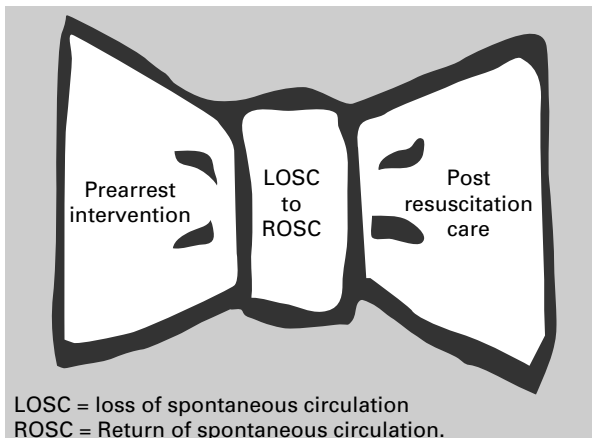 Prearrest
intervention
LOSC
to
ROSC
Post
resuscitation
care
LOSC = loss of spontaneous circulation
ROSC = Return of spontaneous circulation.